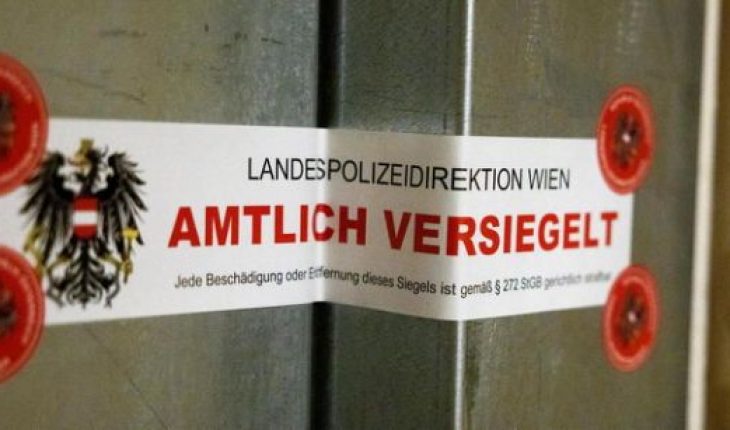 LANDESPOLIZEIDIREKTION WIEN
AMTLICH VERSIEGELT
Jede Beschädigung oder Entfernung dieses Siegels ist gemäß § 272 StGB gerichtlich strafbar